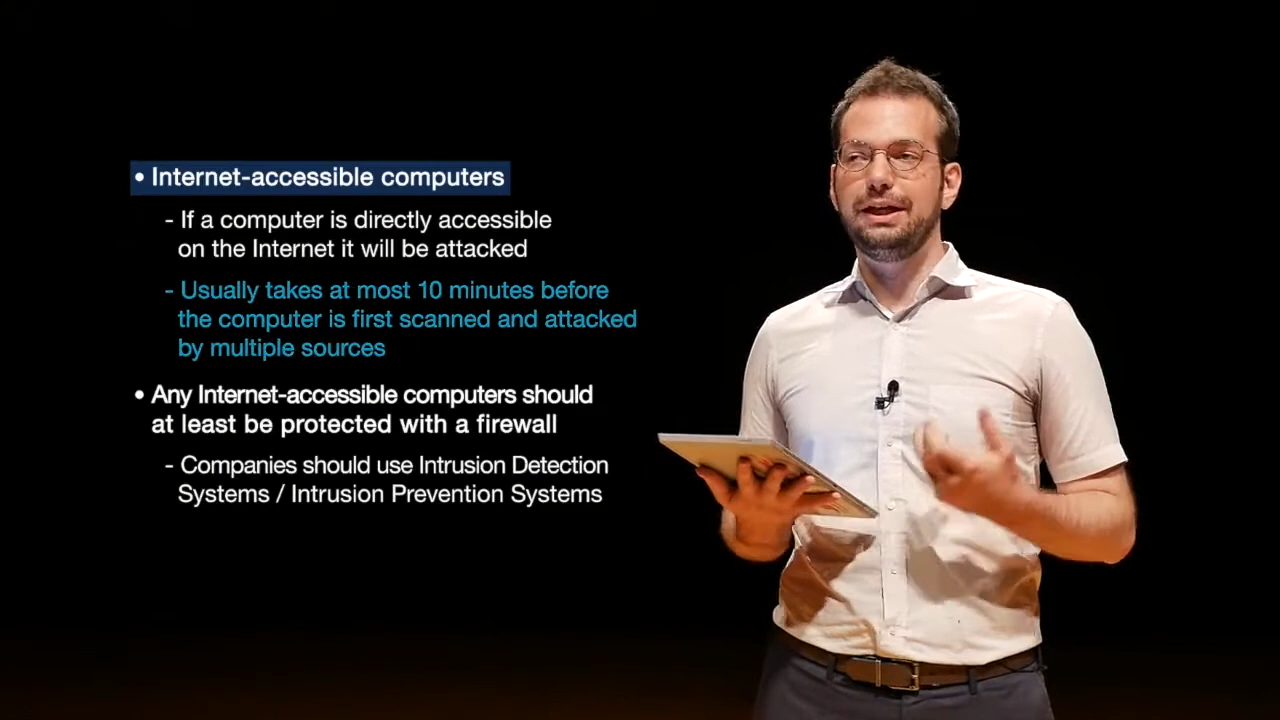 • Internet-accessible computers
- If a computer is directly accessible
on the Internet it will be attacked
- Usually takes at most 10 minutes before
the computer is first scanned and attacked
by multiple sources
• Any Internet-accessible computers should
at least be protected with a firewall
- Companies should use Intrusion Detection
Systems / Intrusion Prevention Systems